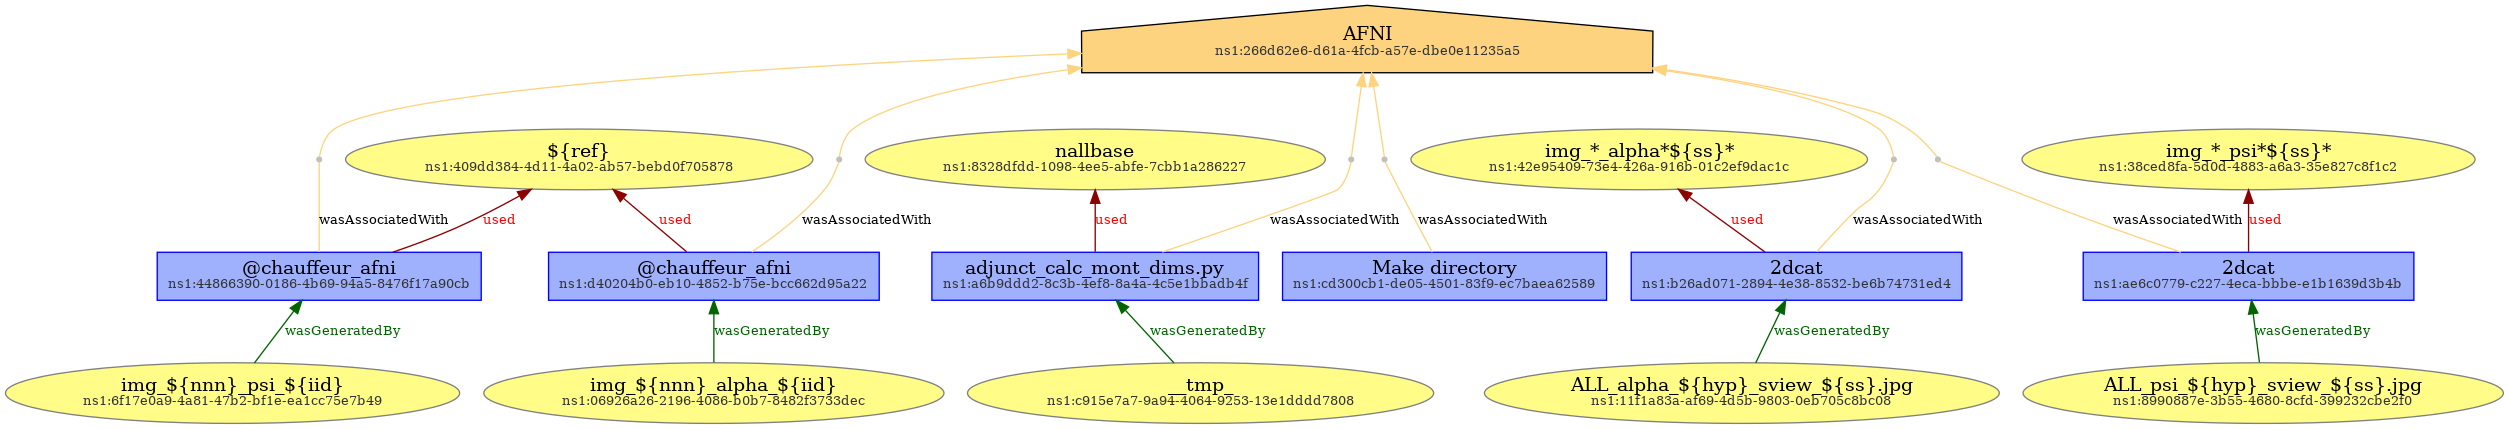 AFNI
ns1:266d62e6-d61a-4fcb-a57e-dbe0e11235a5
${ref}
ns1:409dd384-4d11-4a02-ab57-bebd0f705878
nallbase
ns1:8328dfdd-1098-4ee5-abfe-7cbb1a286227
img_*_alpha*${ss}*
ns1:42e95409-73e4-426a-916b-01c2ef9dac1c
img_*_psi*${ss}*
ns1:38ced8fa-5d0d-4883-a6a3-35e827c8f1c2
wasAssociatedWith
used
used
wasAssociatedWith
used
wasAssociatedWith
wasAssociatedWith
used
wasAssociatedWith
wasAssociatedWith
used
@chauffeur_afni
ns1:44866390-0186-4b69-94a5-8476f17a90cb
@chauffeur_afni
ns1:d40204b0-eb10-4852-b75e-bcc662d95a22
adjunct_calc_mont_dims.py
ns1:a6b9ddd2-8c3b-4ef8-8a4a-4c5e1bbadb4f
Make directory
ns1:cd300cb1-de05-4501-83f9-ec7baea62589
2dcat
ns1:b26ad071-2894-4e38-8532-be6b74731ed4
2dcat
ns1:ae6c0779-c227-4eca-bbbe-e1b1639d3b4b
wasGeneratedBy
wasGeneratedBy
wasGeneratedBy
wasGeneratedBy
wasGeneratedBy
img_${nnn}_psi_${iid}
ns1:6f17e0a9-4a81-47b2-bf1e-ea1cc75e7b49
img_${nnn}_alpha_${iid}
ns1:06926a26-2196-4086-b0b7-8482f3733dec
__tmp_
ns1:c915e7a7-9a94-4064-9253-13e1dddd7808
ALL_alpha_${hyp}_sview_${ss}.jpg
ns1:11f1a83a-af69-4d5b-9803-0eb705c8bc08
ALL_psi_${hyp}_sview_${ss}.jpg
ns1:8990887e-3b55-4680-8cfd-399232cbe2f0